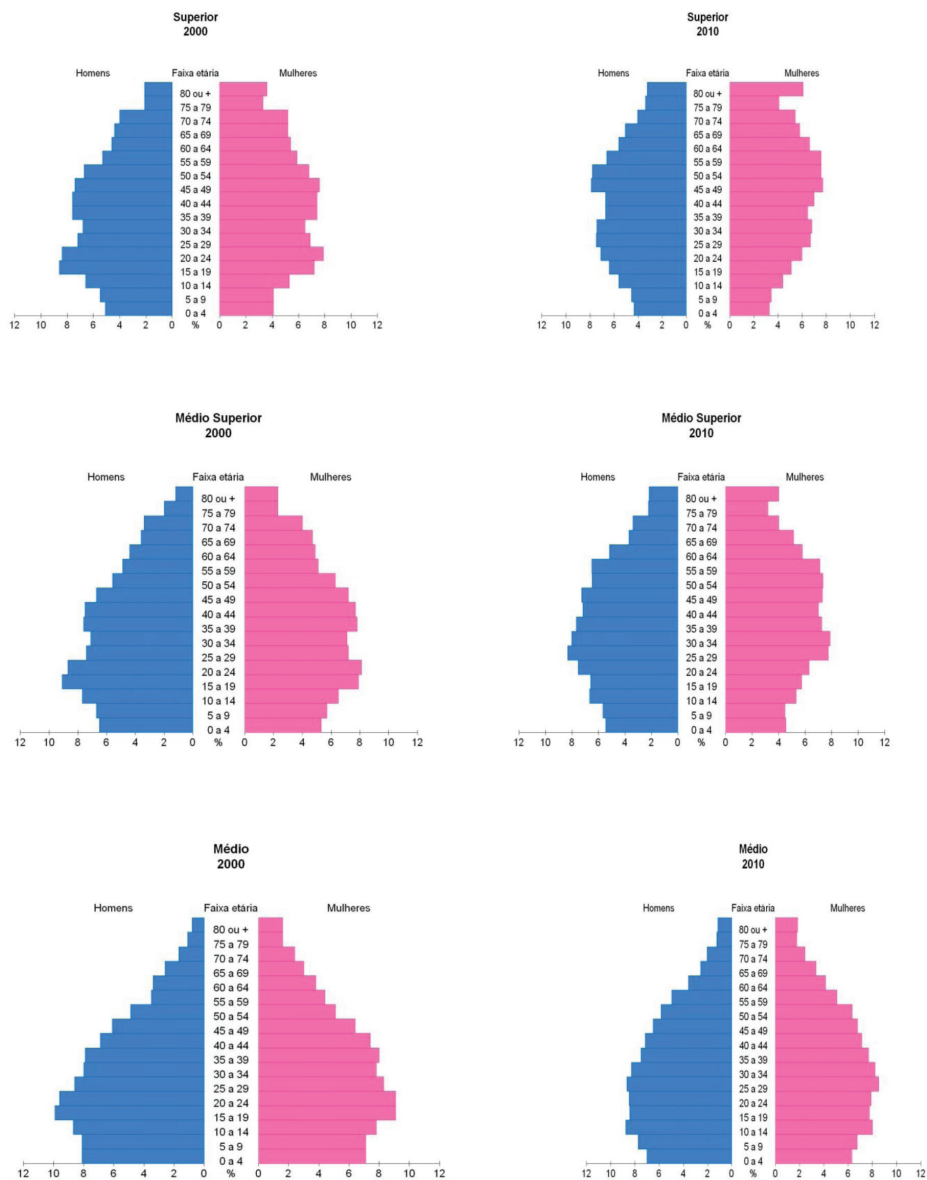 Superior
2000
Homens Faixa etária Mulheres
80 ou +
75 a 79
70 a 74
65 a 69
60 a 64
55 a 59
50 a 54
45 a 49
40 a 44
35 a 39
30 a 34
25 a 29
20 a 24
15 a 19
10 a 14
5 a 9
0 a 4
12 10 8 6 4 2 0 % 0 2 4 6 8 10 12
Superior
2010
Homens Faixa etária Mulheres
80 ou +
75 a 79
70 a 74
65 a 69
60 a 64
55 a 59
50 a 54
45 a 49
40 a 44
35 a 39
30 a 34
25 a 29
20 a 24
15 a 19
10 a 14
5 a 9
0 a 4
12 10 8 6 4 2 0 % 0 2 4 6 8 10 12
Médio Superior
2000
Homens Faixa etária Mulheres
80 ou +
75 a 79
70 a 74
65 a 69
60 a 64
55 a 59
50 a 54
45 a 49
40 a 44
35 a 39
30 a 34
25 a 29
20 a 24
15 a 19
10 a 14
5 a 9
0 a 4
12 10 8 6 4 2 0 % 0 2 4 6 8 10 12
Médio Superior
2010
Homens Faixa etária Mulheres
80 ou +
75 a 79
70 a 74
65 a 69
60 a 64
55 a 59
50 a 54
45 a 49
40 a 44
35 a 39
30 a 34
25 a 29
20 a 24
15 a 19
10 a 14
5 a 9
0 a 4
12 10 8 6 4 2 0 % 0 2 4 6 8 10 12
Médio
2000
Homens Faixa etária Mulheres
80 ou +
75 a 79
70 a 74
65 a 69
60 a 64
55 a 59
50 a 54
45 a 49
40 a 44
35 a 39
30 a 34
25 a 29
20 a 24
15 a 19
10 a 14
5 a 9
0 a 4
12 10 8 6 4 2 0 % 0 2 4 6 8 10 12
Médio
2010
Homens Faixa etária Mulheres
80 ou +
75 a 79
70 a 74
65 a 69
60 a 64
55 a 59
50 a 54
45 a 49
40 a 44
35 a 39
30 a 34
25 a 29
20 a 24
15 a 19
10 a 14
5 a 9
0 a 4
12 10 8 6 4 2 0 % 0 2 4 6 8 10 12